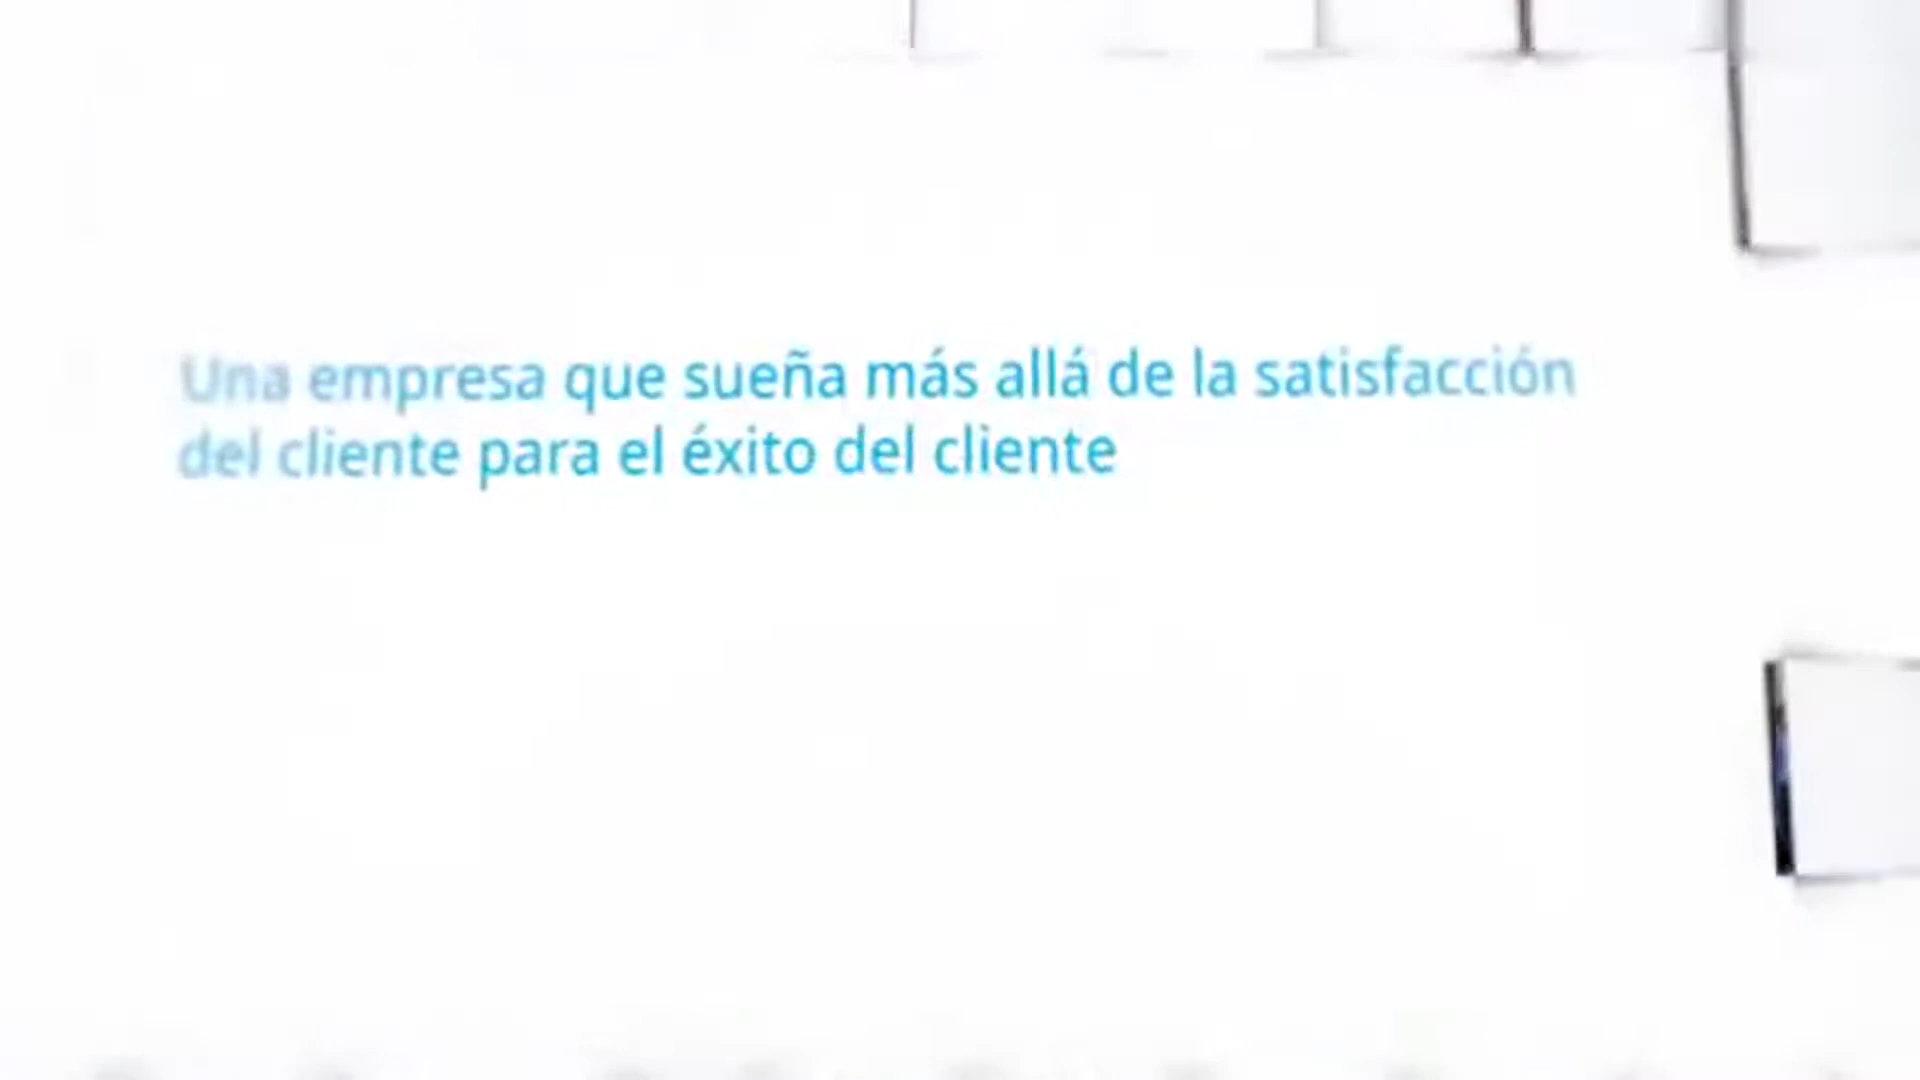 Una empresa que sueña más allá de la satisfacción
del cliente para el éxito del cliente